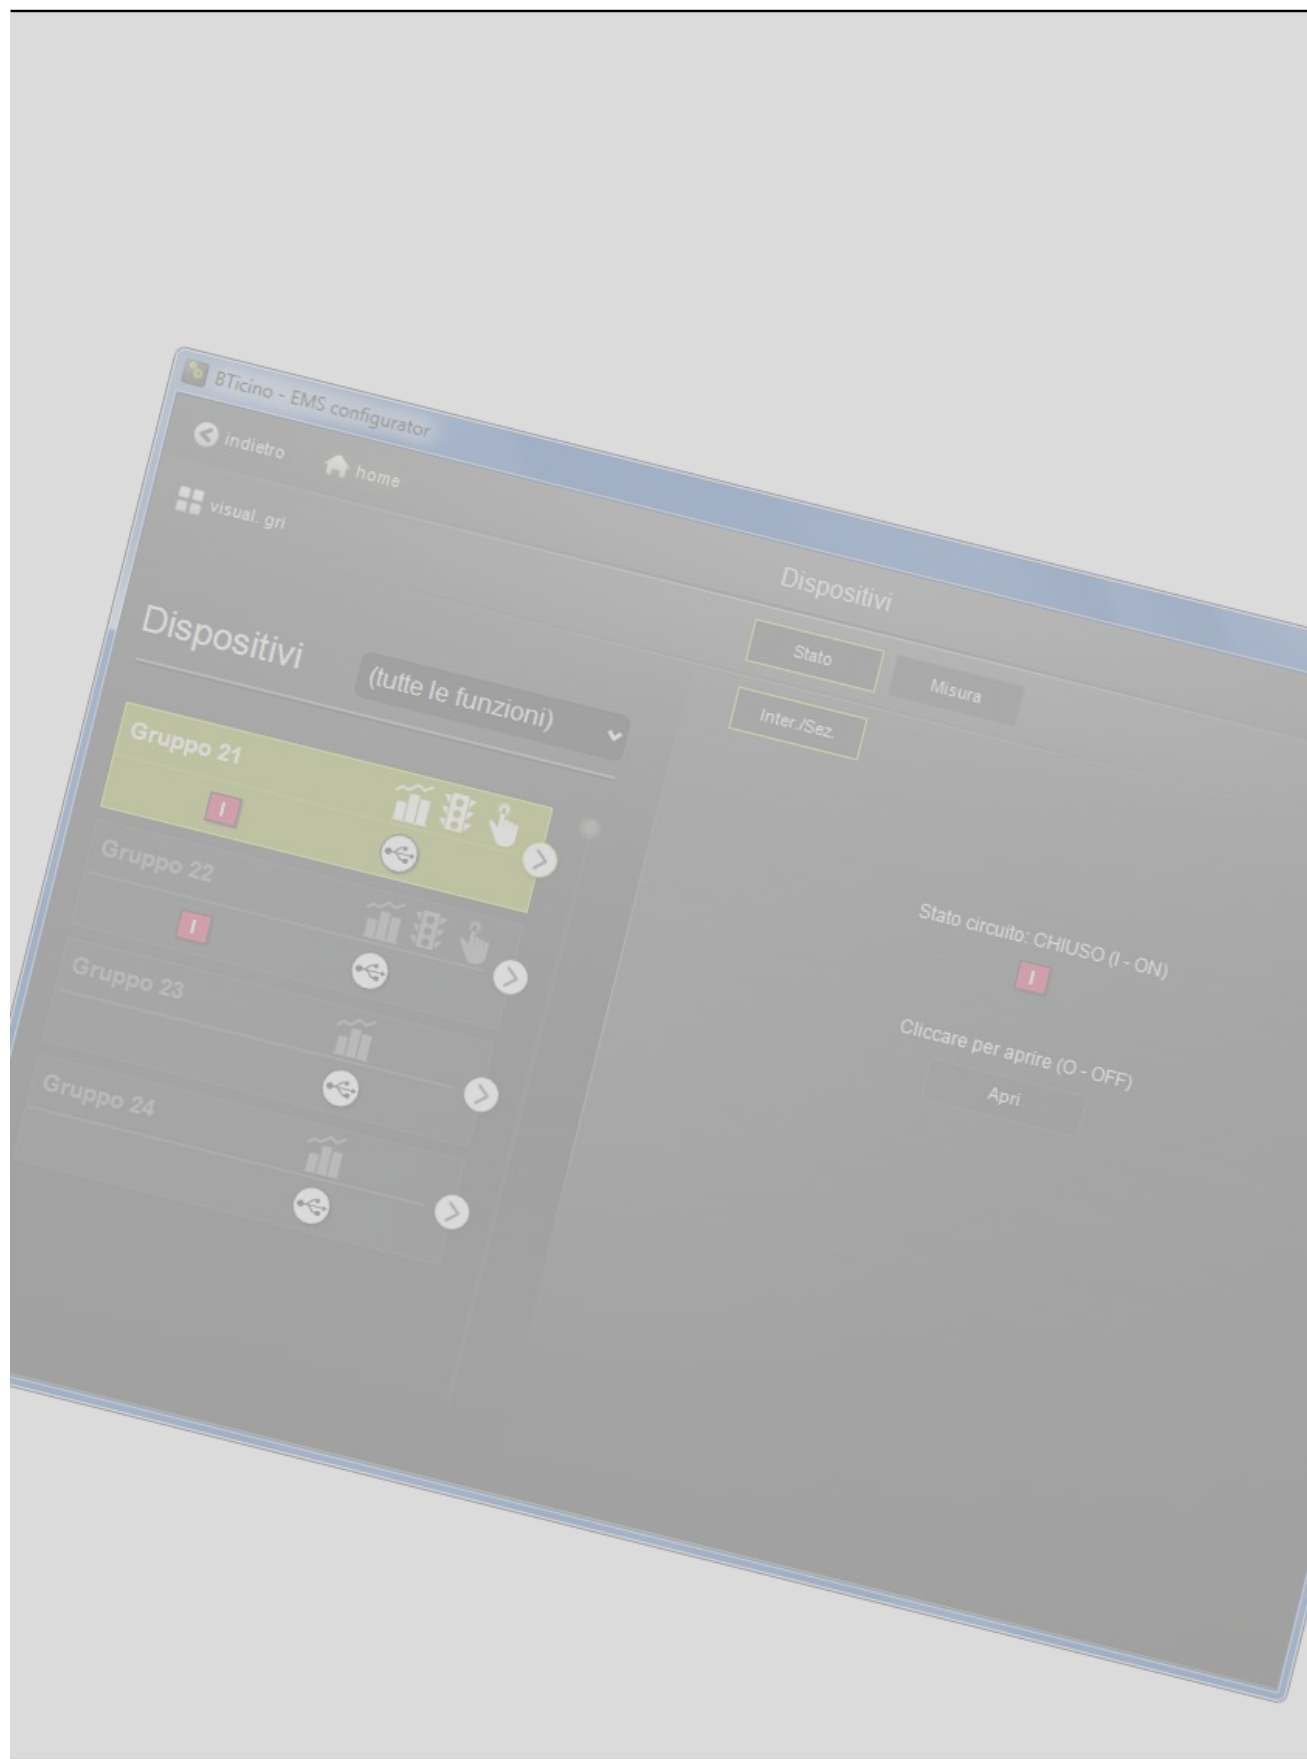 BTicino - EMS configurator
indietro
home
visual. gri
Dispositivi
Dispositivi
(tutte le funzioni)
Stato
Misura
Inter./Sez.
Gruppo 21
I
Gruppo 22
I
Gruppo 23
Gruppo 24
Stato circuito: CHIUSO (I - ON)
I
Cliccare per aprire (O - OFF)
Apri